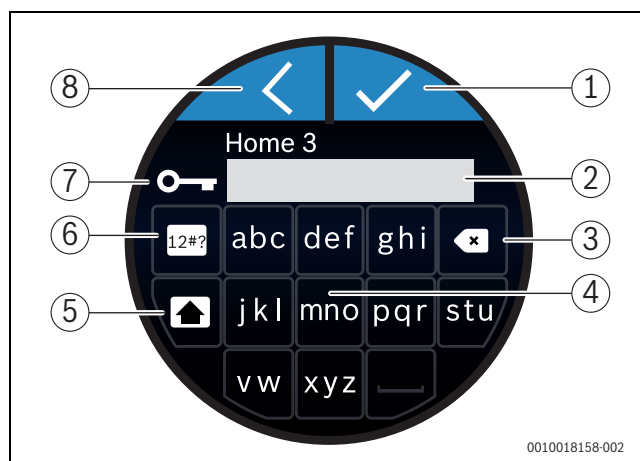 8 1
Home 3
7 2
6 12#? abc def ghi 3
5 jkl mno pqr stu 4
vw xyz
0010018158-002